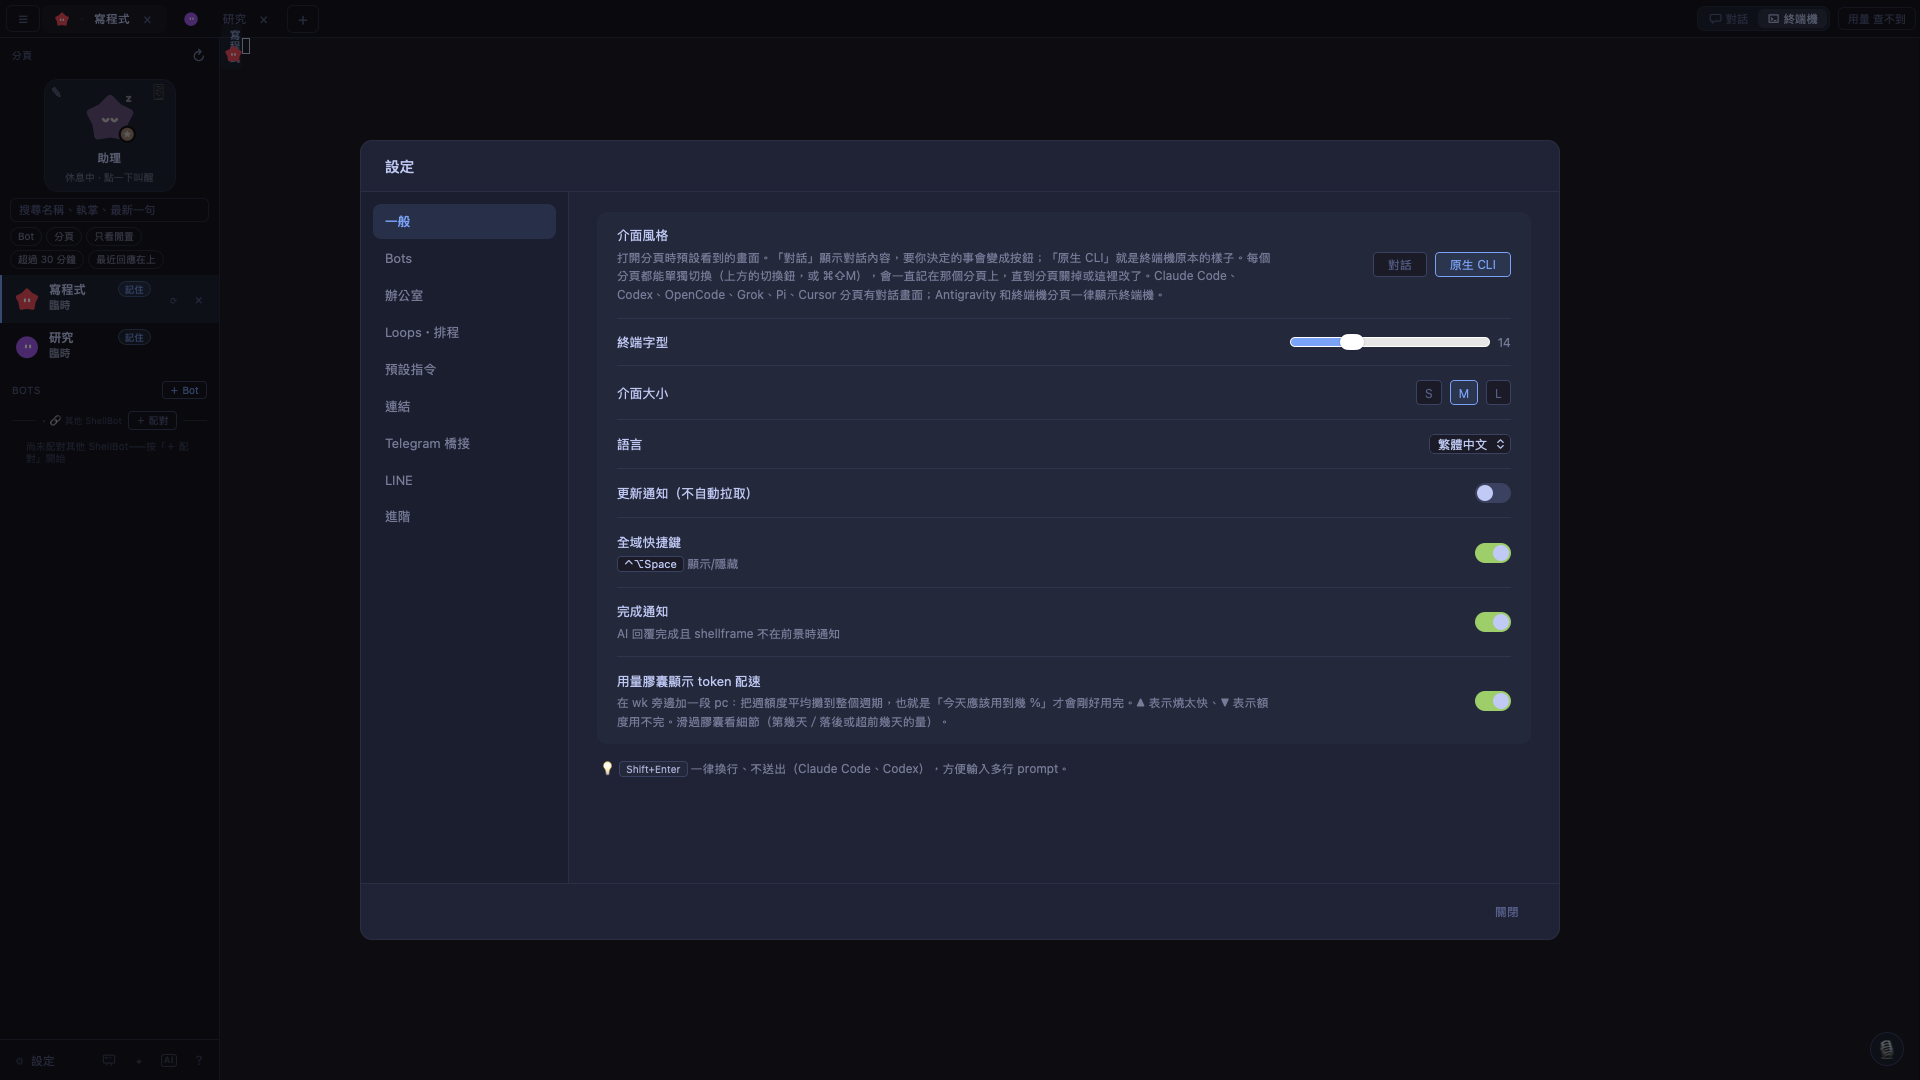 寫程式
研究
對話
終端機
用量 查不到
分頁
寫
助理
休息中 · 點一下叫醒
搜尋名稱、執掌、最新一句
Bot
分頁
只看閒置
超過 30 分鐘
最近回應在上
寫程式
記住
臨時
研究
記住
臨時
BOTS
+ Bot
其他 ShellBot
+ 配對
尚未配對其他 ShellBot——按「+ 配
對」開始
設定
AI
?
設定
一般
Bots
辦公室
Loops · 排程
預設指令
連結
Telegram 橋接
LINE
進階
介面風格
打開分頁時預設看到的畫面。「對話」顯示對話內容，要你決定的事會變成按鈕；「原生 CLI」就是終端機原本的樣子。每個
分頁都能單獨切換（上方的切換鈕，或 ⌘⇧M），會一直記在那個分頁上，直到分頁關掉或這裡改了。Claude Code、
Codex、OpenCode、Grok、Pi、Cursor 分頁有對話畫面；Antigravity 和終端機分頁一律顯示終端機。
對話
原生 CLI
終端字型
14
介面大小
S
M
L
語言
繁體中文
更新通知（不自動拉取）
全域快捷鍵
^⌥Space 顯示/隱藏
完成通知
AI 回覆完成且 shellframe 不在前景時通知
用量膠囊顯示 token 配速
在 wk 旁邊加一段 pc：把週額度平均攤到整個週期，也就是「今天應該用到幾 %」才會剛好用完。▲ 表示燒太快、▼ 表示額
度用不完。滑過膠囊看細節（第幾天 / 落後或超前幾天的量）。
💡 Shift+Enter 一律換行、不送出（Claude Code、Codex），方便輸入多行 prompt。
關閉